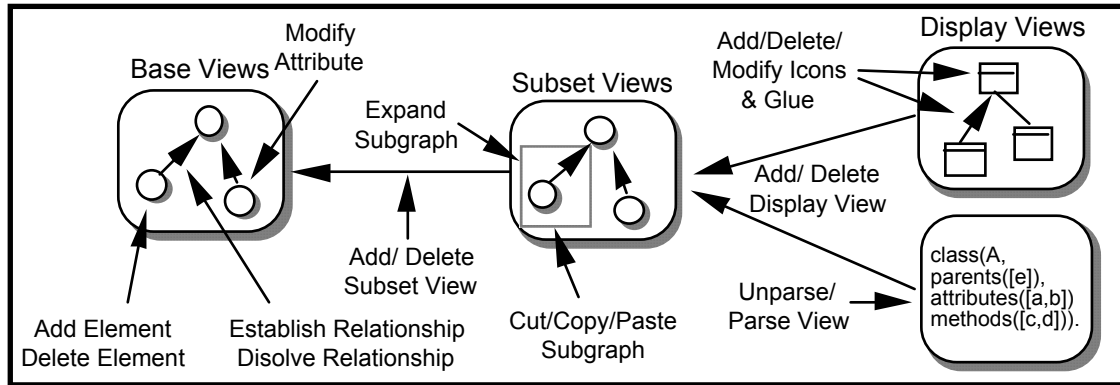 Modify
Attribute
Base Views
Expand
Subgraph
Subset Views
Add/Delete/
Modify Icons
& Glue
Display Views
Add/ Delete
Subset View
Add/ Delete
Display View
Add Element
Delete Element
Establish Relationship
Disolve Relationship
Cut/Copy/Paste
Subgraph
Unparse/
Parse View
class(A,
parents([e]),
attributes([a,b])
methods([c,d])).